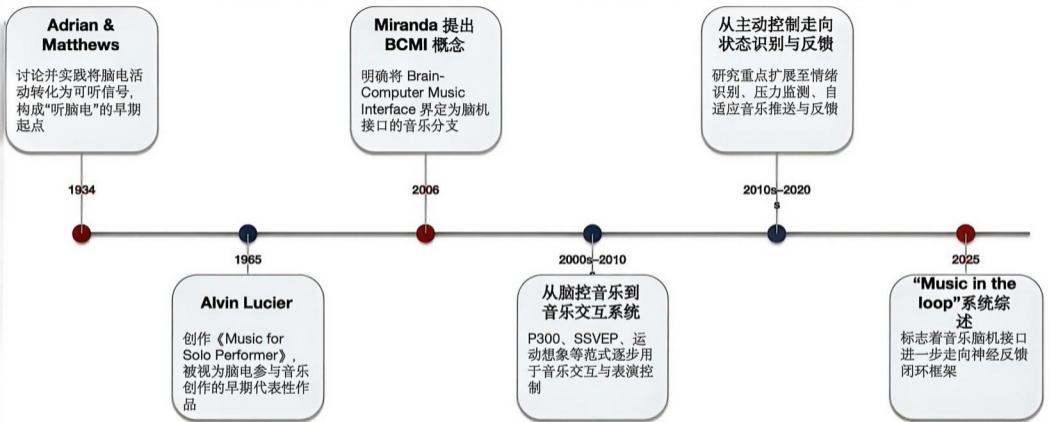 Adrian &
Matthews
讨论并实践将脑电活
动转化为可听信号,
构成“听脑电”的早期
起点
1934
1965
Alvin Lucier
创作《Music for
Solo Performer》,
被视为脑电参与音乐
创作的早期代表性作
品
Miranda 提出
BCMI 概念
明确将 Brain-
Computer Music
Interface 界定为脑机
接口的音乐分支
2006
2000s–2010
s
从脑控音乐到
音乐交互系统
P300、SSVEP、运
动想象等范式逐步用
于音乐交互与表演控
制
从主动控制走向
状态识别与反馈
研究重点扩展至情绪
识别、压力监测、自
适应音乐推送与反馈
2010s–2020
s
2025
“Music in the
loop”系统综
述
标志着音乐脑机接口
进一步走向神经反馈
闭环框架